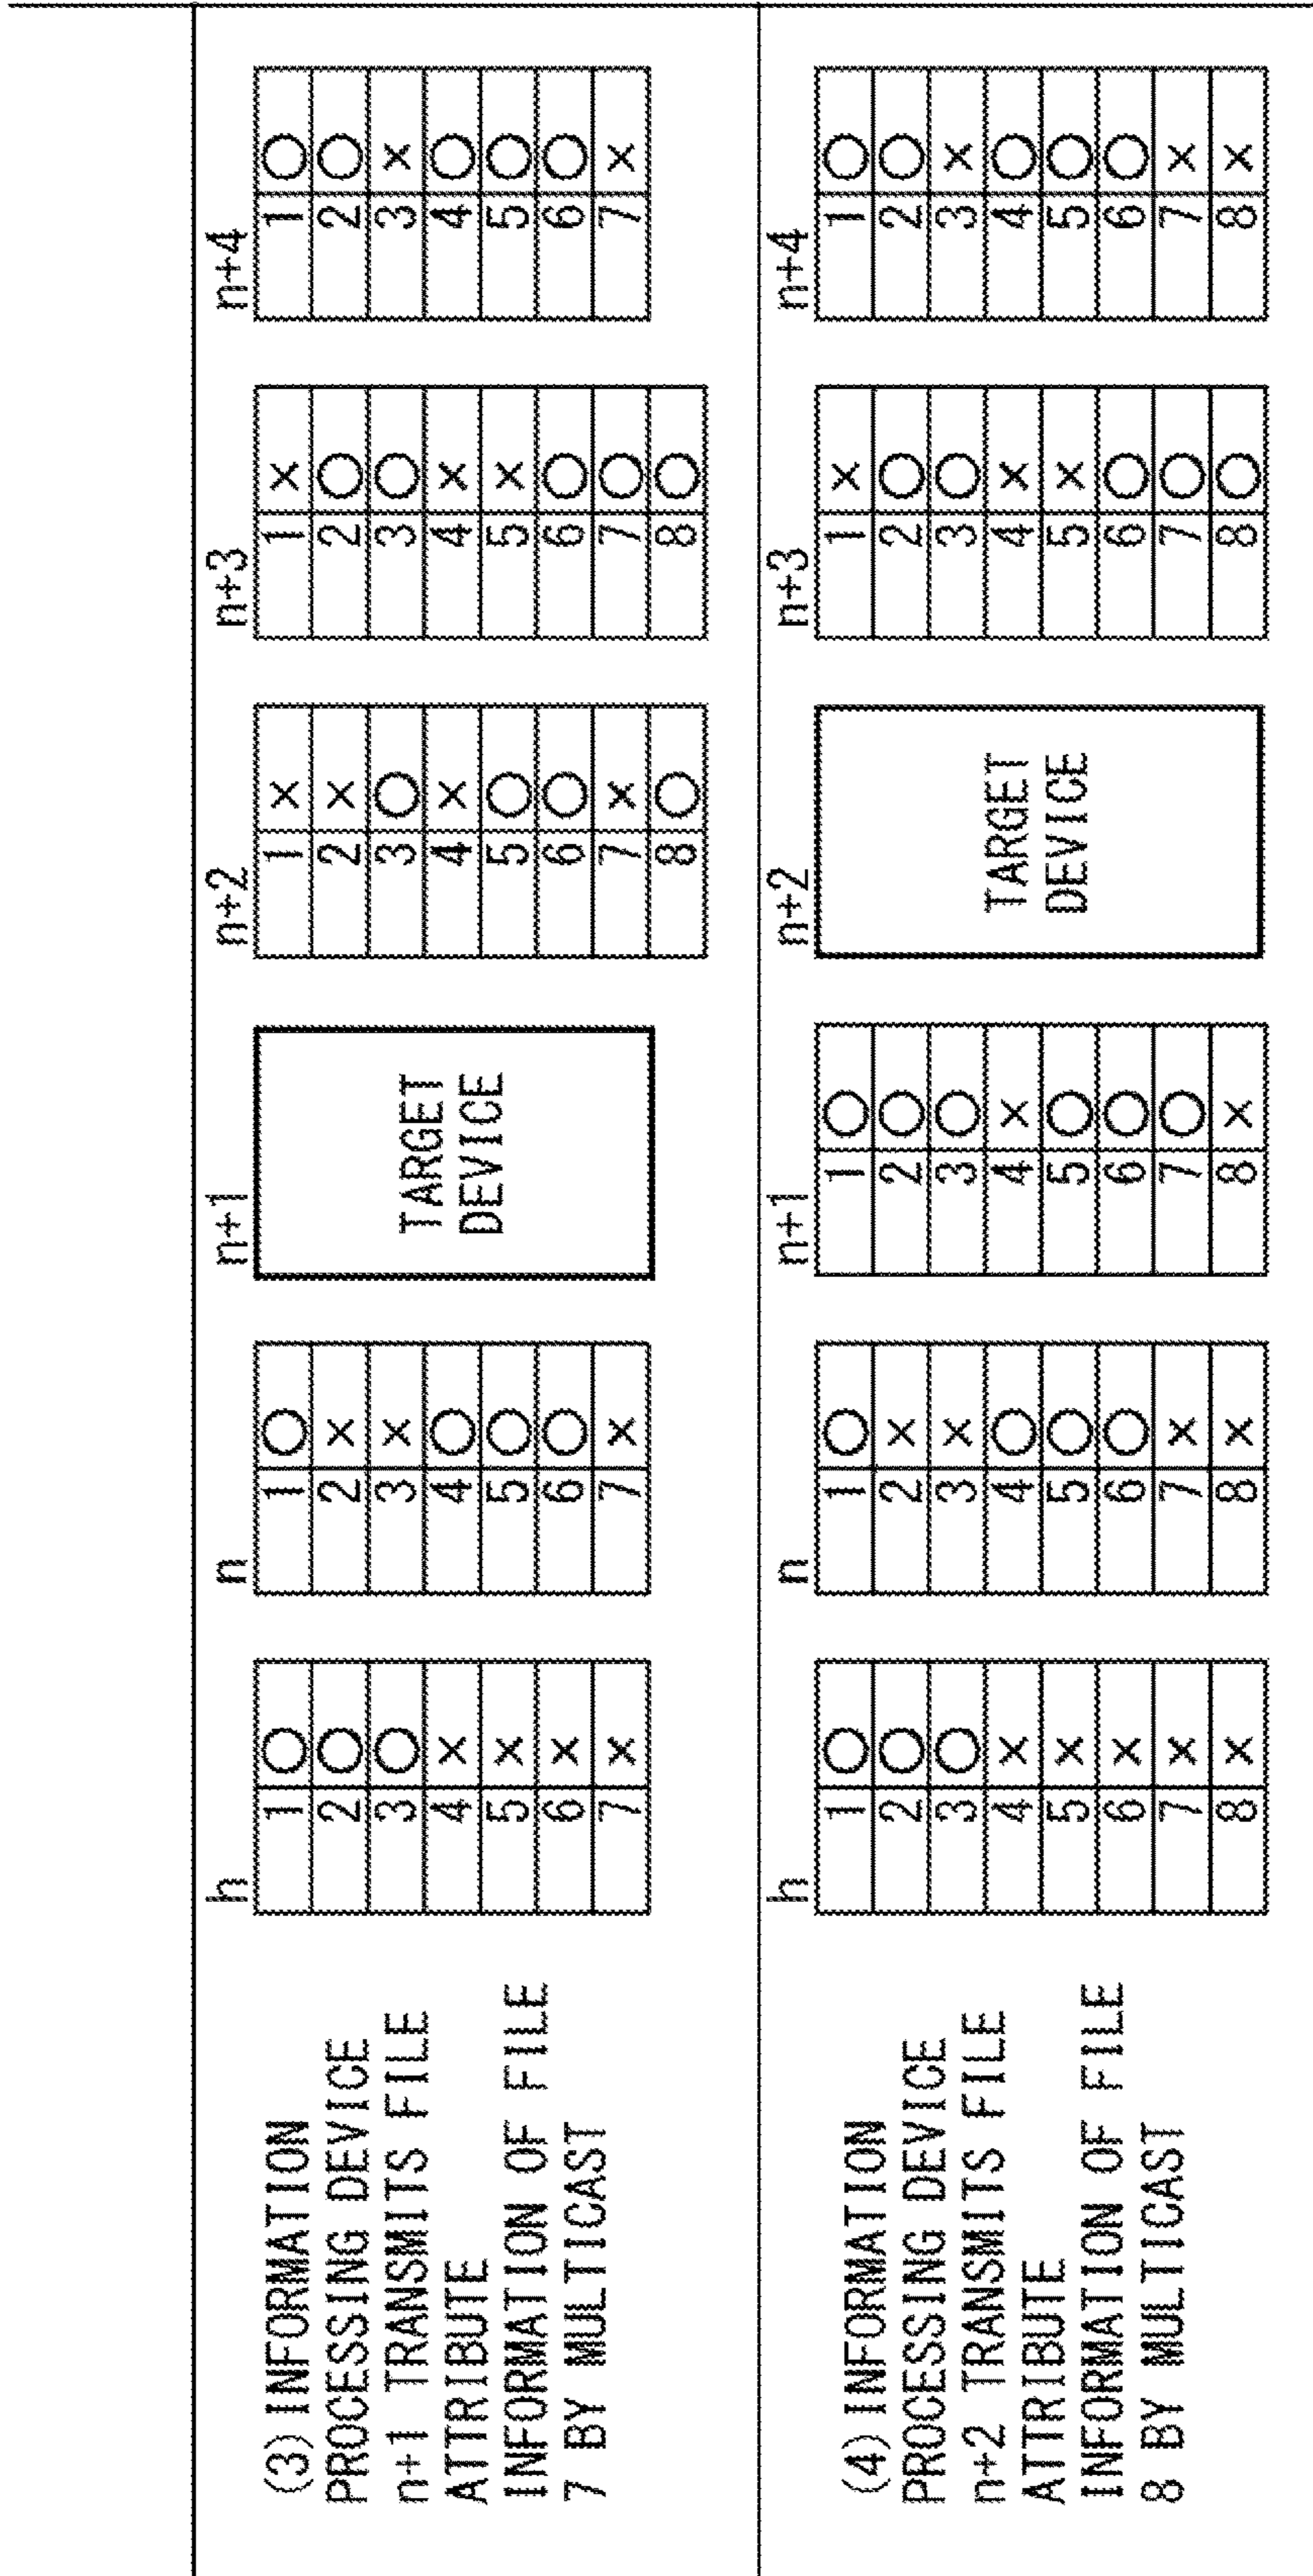 (3) INFORMATION
PROCESSING DEVICE
n+1 TRANSMITS FILE
ATTRIBUTE
INFORMATION OF FILE
7 BY MULTICAST
h
1 ○
2 ○
3 ○
4 ×
5 ×
6 ×
7 ×
n
1 ○
2 ×
3 ×
4 ○
5 ○
6 ○
7 ×
n+1
TARGET
DEVICE
n+2
1 ×
2 ×
3 ○
4 ×
5 ○
6 ○
7 ×
8 ○
n+3
1 ×
2 ○
3 ○
4 ×
5 ×
6 ○
7 ○
8 ○
n+4
1 ○
2 ○
3 ×
4 ○
5 ○
6 ○
7 ×
(4) INFORMATION
PROCESSING DEVICE
n+2 TRANSMITS FILE
ATTRIBUTE
INFORMATION OF FILE
8 BY MULTICAST
h
1 ○
2 ○
3 ○
4 ×
5 ×
6 ×
7 ×
8 ×
n
1 ○
2 ×
3 ×
4 ○
5 ○
6 ○
7 ×
8 ×
n+1
1 ○
2 ○
3 ○
4 ×
5 ○
6 ○
7 ○
8 ×
n+2
TARGET
DEVICE
n+3
1 ×
2 ○
3 ○
4 ×
5 ×
6 ○
7 ○
8 ○
n+4
1 ○
2 ○
3 ×
4 ○
5 ○
6 ○
7 ×
8 ×